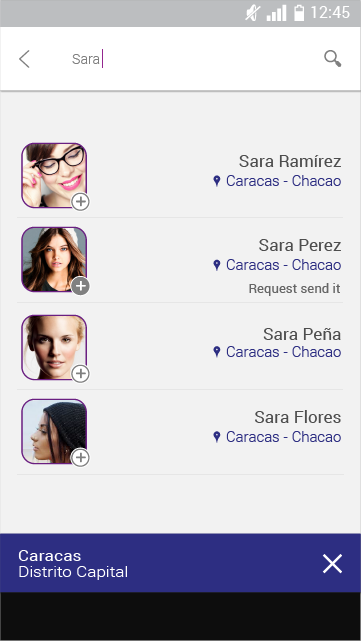 12:45
Sara
Sara Ramírez
Caracas - Chacao
Sara Perez
Caracas - Chacao
Request send it
Sara Peña
Caracas - Chacao
Sara Flores
Caracas - Chacao
Caracas
Distrito Capital